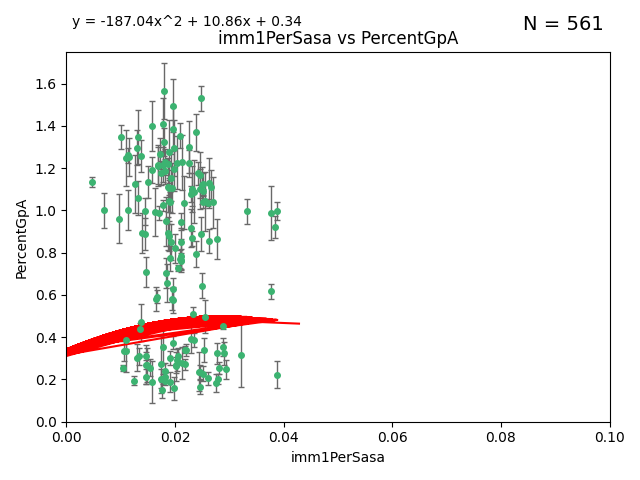 y = -187.04x^2 + 10.86x + 0.34
N = 561
imm1PerSasa vs PercentGpA
PercentGpA
1.6
1.4
1.2
1.0
0.8
0.6
0.4
0.2
0.0
0.00 0.02 0.04 0.06 0.08 0.10
imm1PerSasa